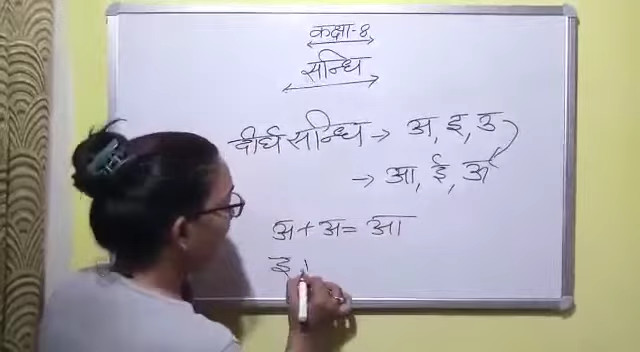 कक्षा-8
सन्धि
दीर्घ सन्धि → अ, इ, उ
→ आ, ई, ऊ
अ + अ = आ
इ